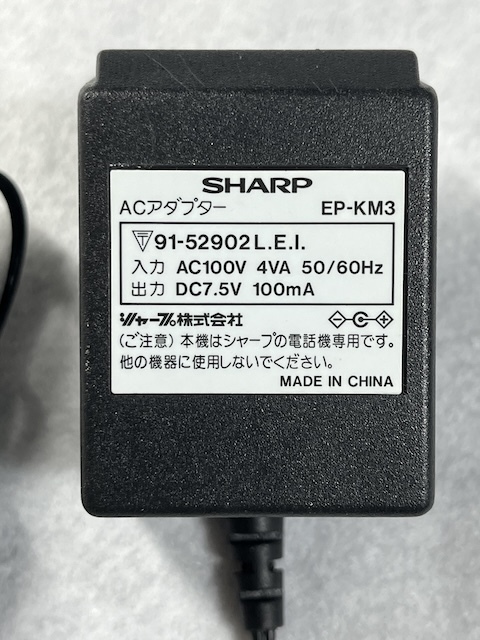 SHARP
ACアダプター EP-KM3
91-52902 L.E.I.
入力 AC100V 4VA 50/60Hz
出力 DC7.5V 100mA
シャープ株式会社
(ご注意) 本機はシャープの電話機専用です。
他の機器に使用しないでください。
MADE IN CHINA